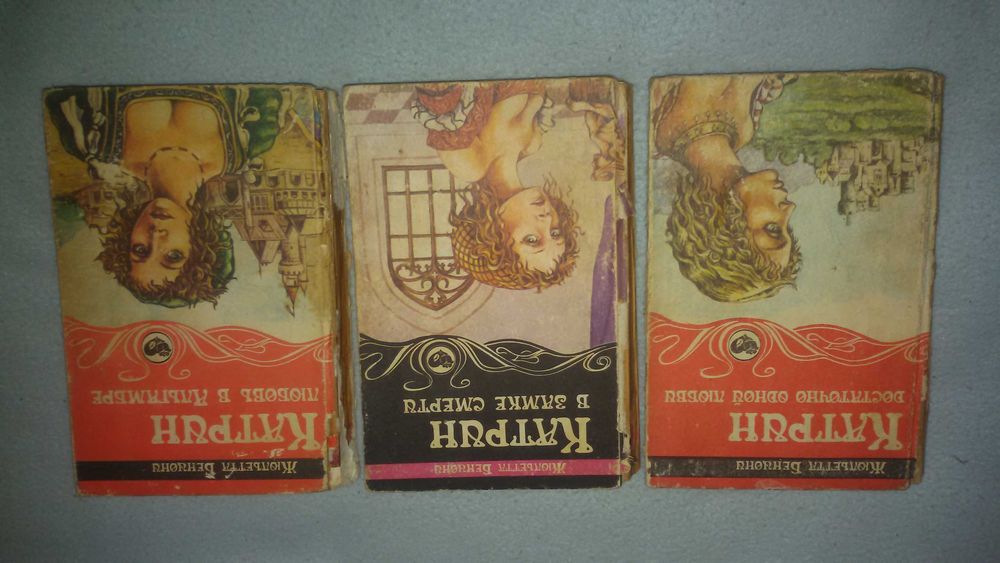 Жюльетта Бенцони
КАТРИН
ДОСТАТОЧНО ОДНОЙ ЛЮБВИ
Жюльетта Бенцони
КАТРИН
В ЗАМКЕ СМЕРТИ
Жюльетта Бенцони
КАТРИН
ЛЮБОВЬ В АЛЬГАМБРЕ